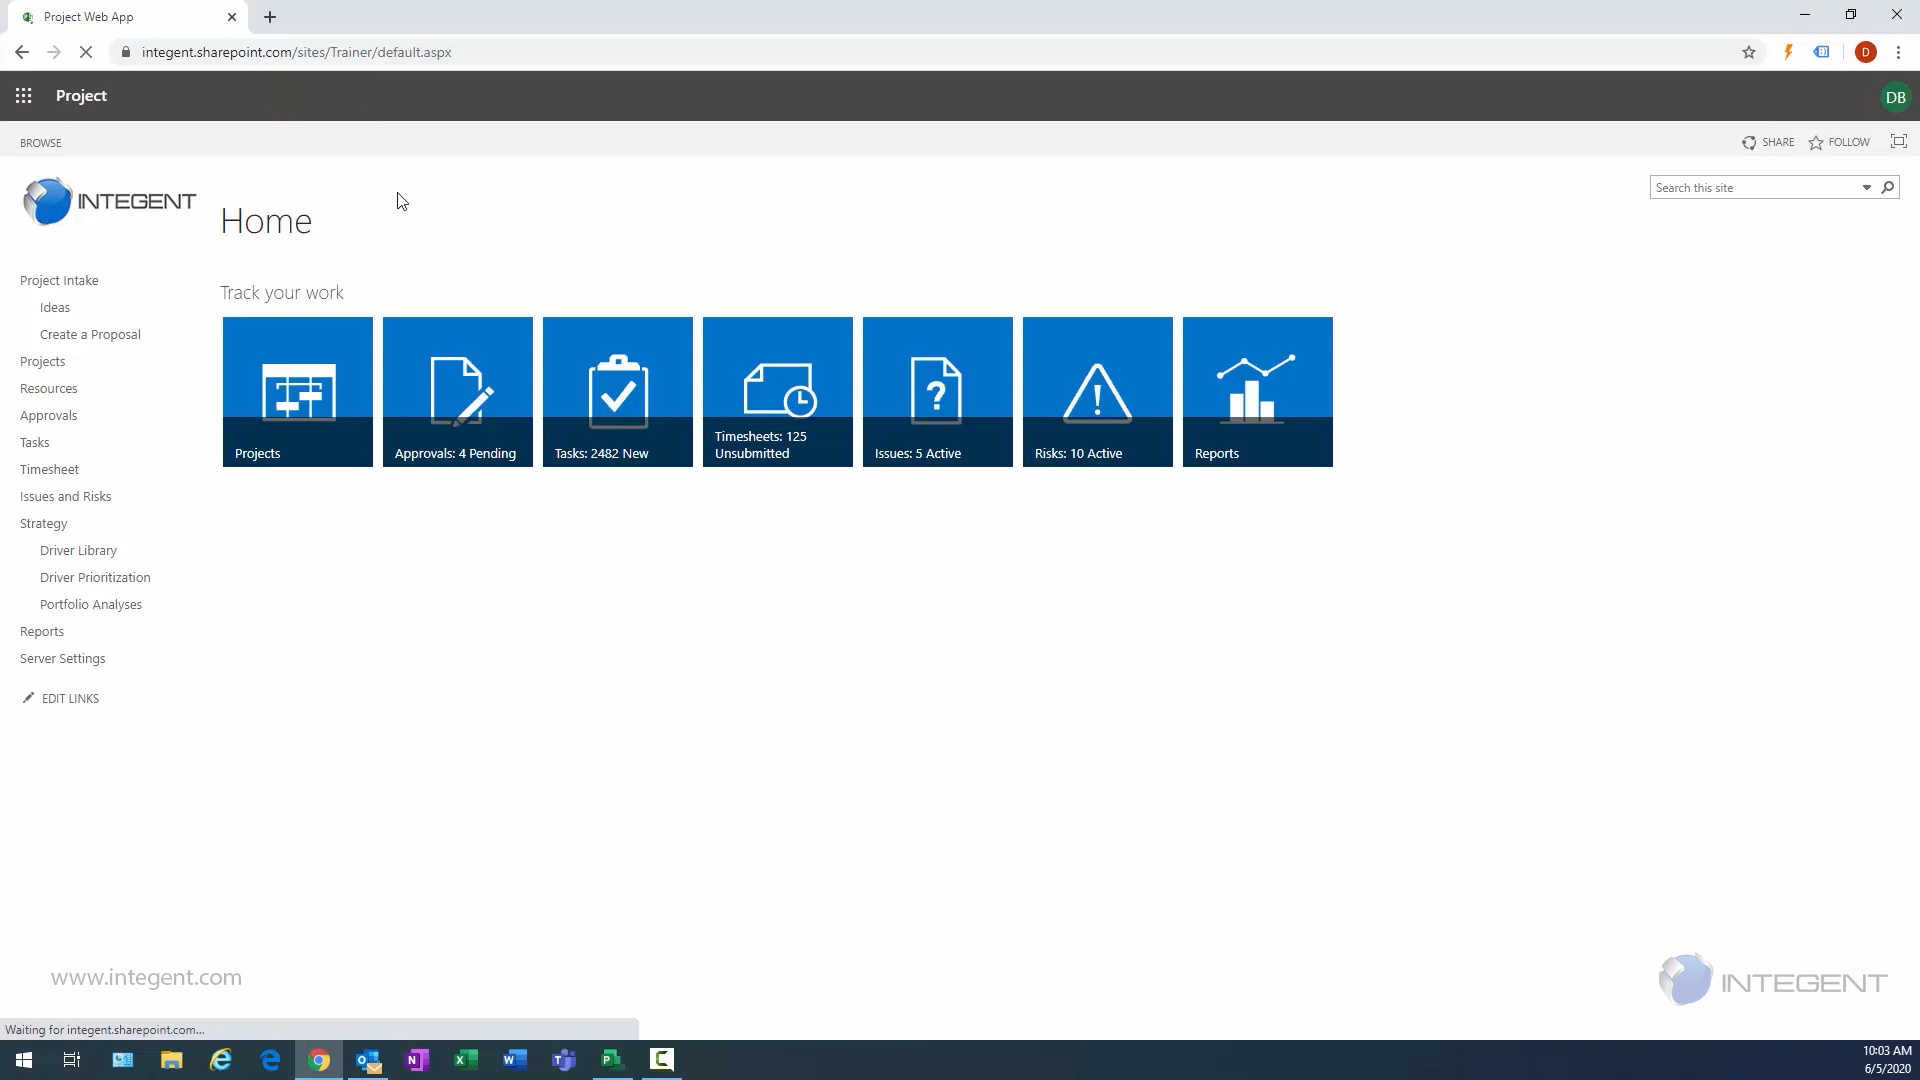 Project Web App
integent.sharepoint.com/sites/Trainer/default.aspx
D
Project
DB
BROWSE
SHARE
FOLLOW
INTEGENT
Home
Search this site
Project Intake
Ideas
Create a Proposal
Projects
Resources
Approvals
Tasks
Timesheet
Issues and Risks
Strategy
Driver Library
Driver Prioritization
Portfolio Analyses
Reports
Server Settings
EDIT LINKS
Track your work
Projects
Approvals: 4 Pending
Tasks: 2482 New
Timesheets: 125
Unsubmitted
Issues: 5 Active
Risks: 10 Active
Reports
www.integent.com
INTEGENT
Waiting for integent.sharepoint.com...
10:03 AM
6/5/2020